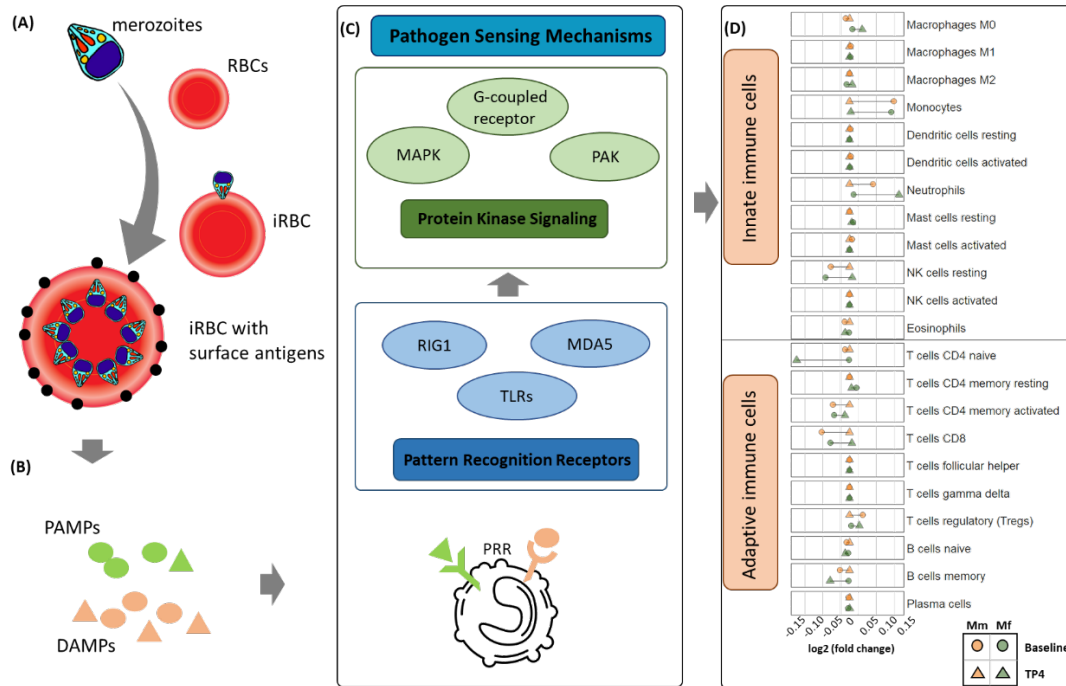 (A)
merozoites
RBCs
iRBC
iRBC with
surface antigens
(B)
PAMPs
DAMPs
(C)
Pathogen Sensing Mechanisms
G-coupled
receptor
MAPK
PAK
Protein Kinase Signaling
RIG1
MDA5
TLRs
Pattern Recognition Receptors
PRR
(D)
Innate immune cells
Macrophages M0
Macrophages M1
Macrophages M2
Monocytes
Dendritic cells resting
Dendritic cells activated
Neutrophils
Mast cells resting
Mast cells activated
NK cells resting
NK cells activated
Eosinophils
Adaptive immune cells
T cells CD4 naive
T cells CD4 memory resting
T cells CD4 memory activated
T cells CD8
T cells follicular helper
T cells gamma delta
T cells regulatory (Tregs)
B cells naive
B cells memory
Plasma cells
-0.15 -0.10 -0.05 0 0.05 0.10 0.15
log2 (fold change)
Mm Mf
Baseline
TP4